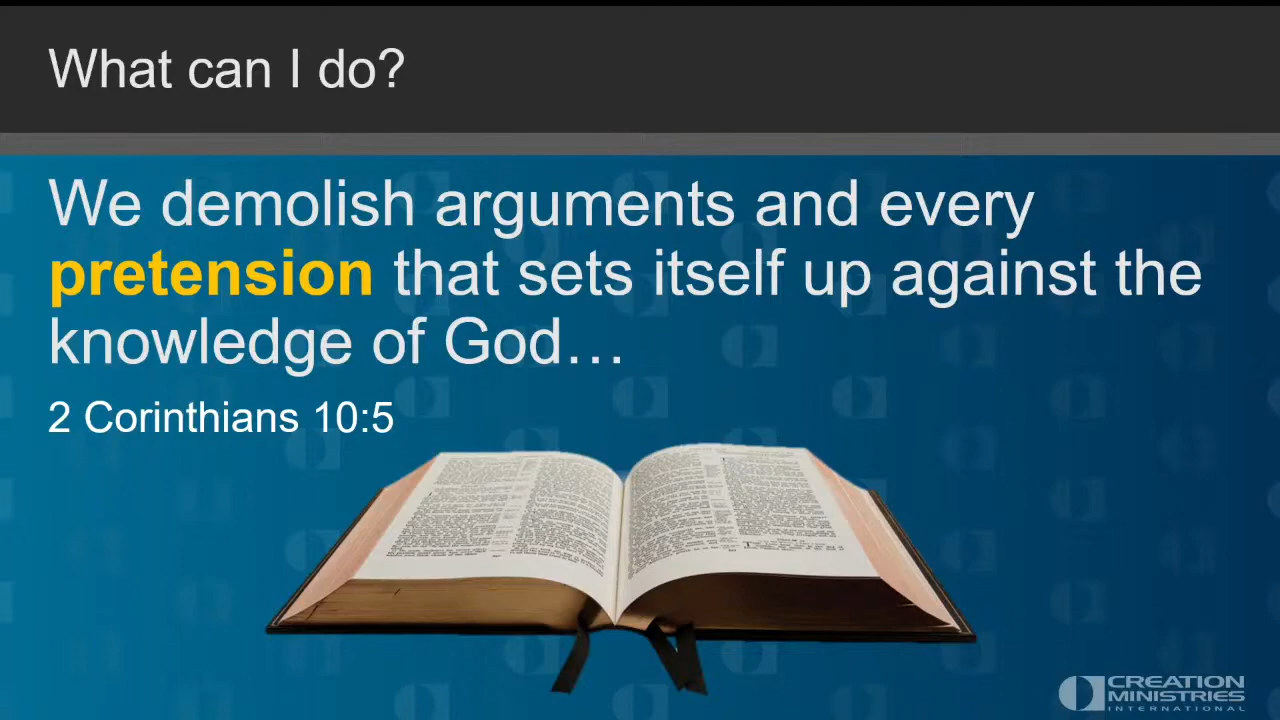 What can I do?
We demolish arguments and every
pretension that sets itself up against the
knowledge of God…
2 Corinthians 10:5
CREATION
MINISTRIES
INTERNATIONAL